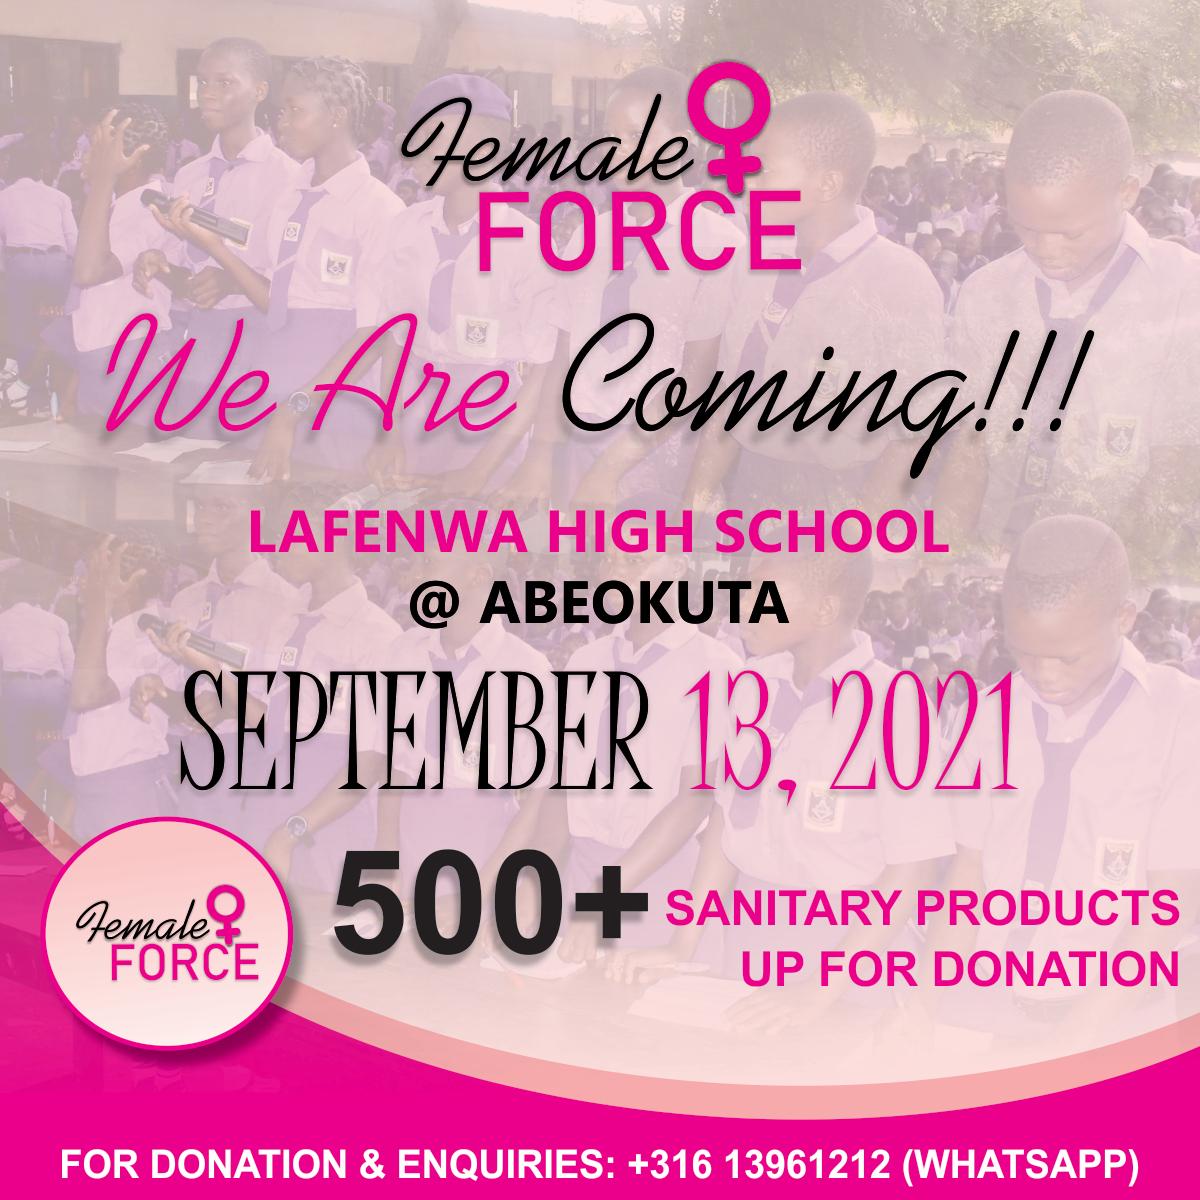 Female
FORCE
We Are Coming!!!
LAFENWA HIGH SCHOOL
@ ABEOKUTA
SEPTEMBER 13, 2021
500+ SANITARY PRODUCTS
UP FOR DONATION
Female
FORCE
FOR DONATION & ENQUIRIES: +316 13961212 (WHATSAPP)